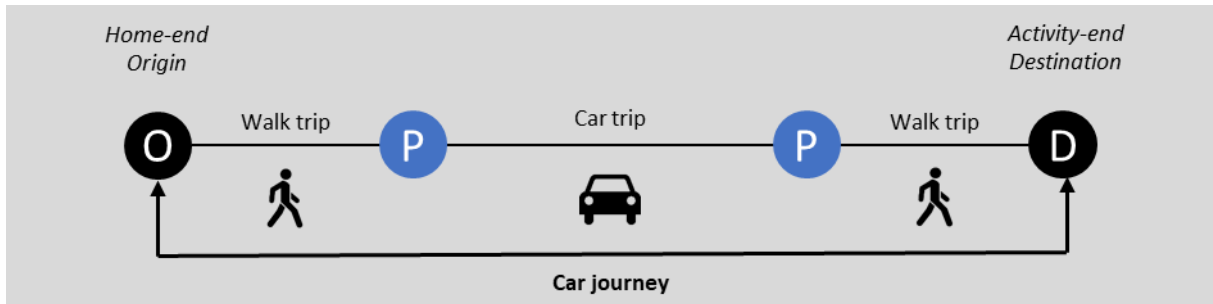 Home-end
Origin
Activity-end
Destination
O
Walk trip
P
Car trip
P
Walk trip
D
Car journey